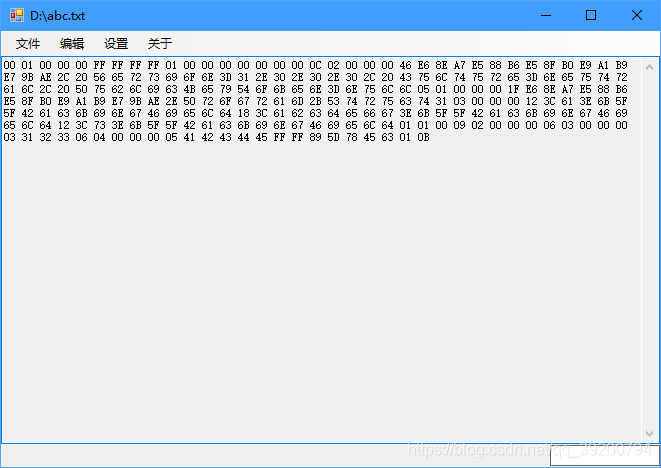 D:\abc.txt
文件 编辑 设置 关于
00 01 00 00 00 FF FF FF FF 01 00 00 00 00 00 00 00 0C 02 00 00 00 46 E6 8E A7 E5 88 B6 E5 8F B0 E9 A1 B9
E7 9B AE 2C 20 56 65 72 73 69 6F 6E 3D 31 2E 30 2E 30 2E 30 2C 20 43 75 6C 74 75 72 65 3D 6E 65 75 74 72
61 6C 2C 20 50 75 62 6C 69 63 4B 65 79 54 6F 6B 65 6E 3D 6E 75 6C 6C 05 01 00 00 00 1F E6 8E A7 E5 88 B6
E5 8F B0 E9 A1 B9 E7 9B AE 2E 50 72 6F 67 72 61 6D 2B 53 74 72 75 63 74 31 03 00 00 00 12 3C 61 3E 6B 5F
5F 42 61 63 6B 69 6E 67 46 69 65 6C 64 18 3C 61 62 63 64 65 66 67 3E 6B 5F 5F 42 61 63 6B 69 6E 67 46 69
65 6C 64 12 3C 73 3E 6B 5F 5F 42 61 63 6B 69 6E 67 46 69 65 6C 64 01 01 00 09 02 00 00 00 06 03 00 00 00
03 31 32 33 06 04 00 00 00 05 41 42 43 44 45 FF FF 89 5D 78 45 63 01 0B
https://blog.csdn.net/qq_39200794